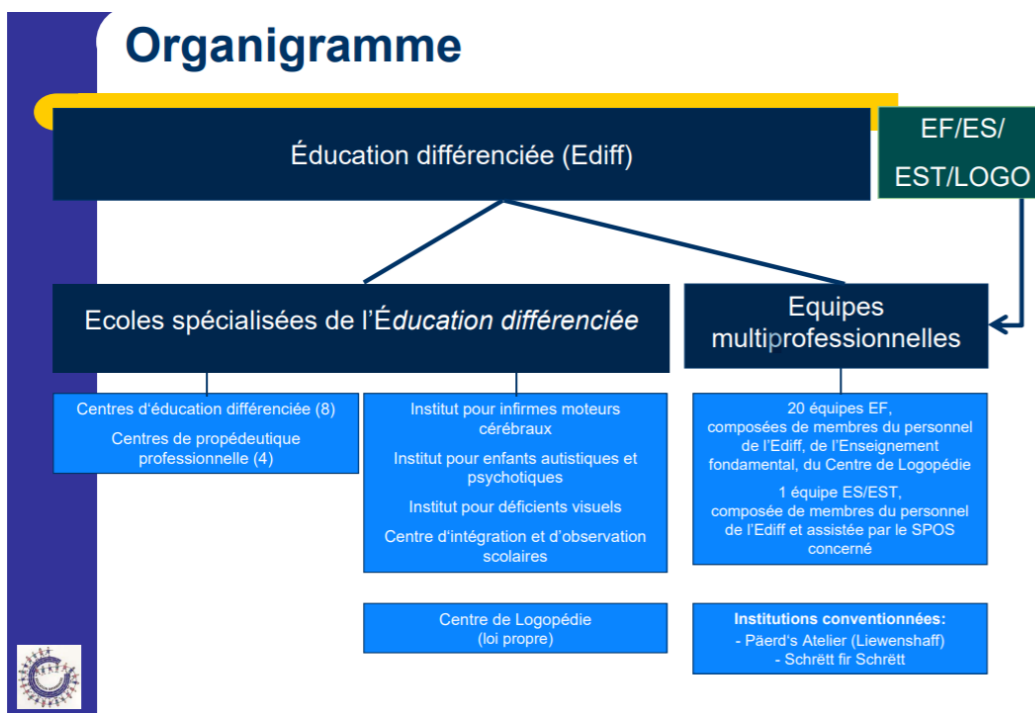 Organigramme
Éducation différenciée (Ediff)
EF/ES/
EST/LOGO
Ecoles spécialisées de l'Éducation différenciée
Equipes
multiprofessionnelles
Centres d'éducation différenciée (8)
Centres de propédeutique
professionnelle (4)
Institut pour infirmes moteurs
cérébraux
Institut pour enfants autistiques et
psychotiques
Institut pour déficients visuels
Centre d'intégration et d'observation
scolaires
20 équipes EF,
composées de membres du personnel
de l'Ediff, de l'Enseignement
fondamental, du Centre de Logopédie
1 équipe ES/EST,
composée de membres du personnel
de l'Ediff et assistée par le SPOS
concerné
Centre de Logopédie
(loi propre)
Institutions conventionnées:
- Päerd's Atelier (Liewenshaff)
- Schrëtt fir Schrëtt